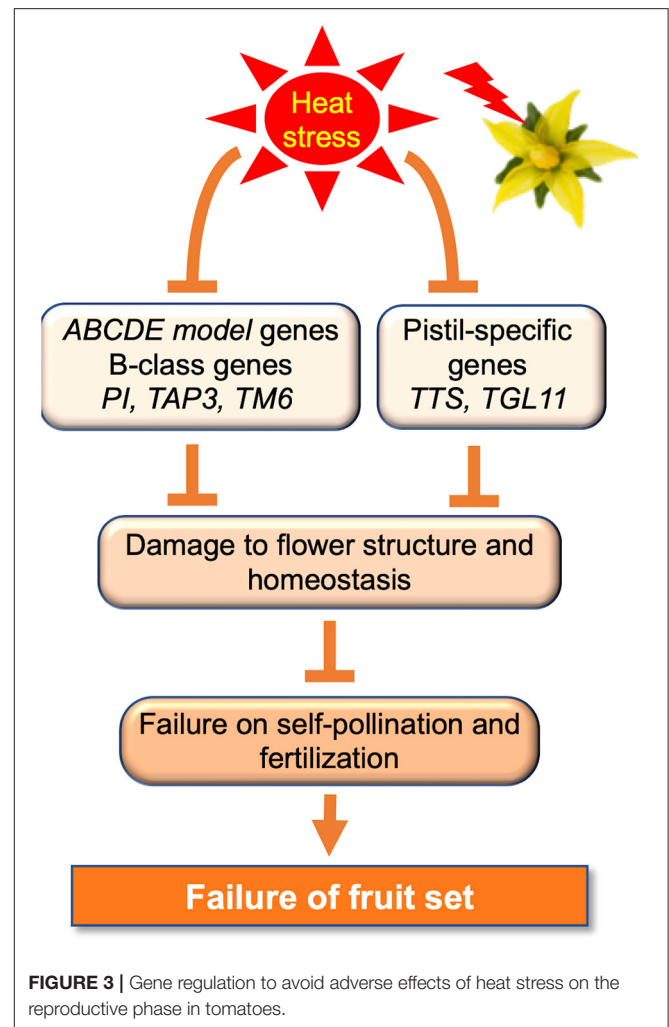 Heat
stress
ABCDE model genes
B-class genes
PI, TAP3, TM6
Pistil-specific
genes
TTS, TGL11
Damage to flower structure and
homeostasis
Failure on self-pollination and
fertilization
Failure of fruit set
FIGURE 3 | Gene regulation to avoid adverse effects of heat stress on the
reproductive phase in tomatoes.